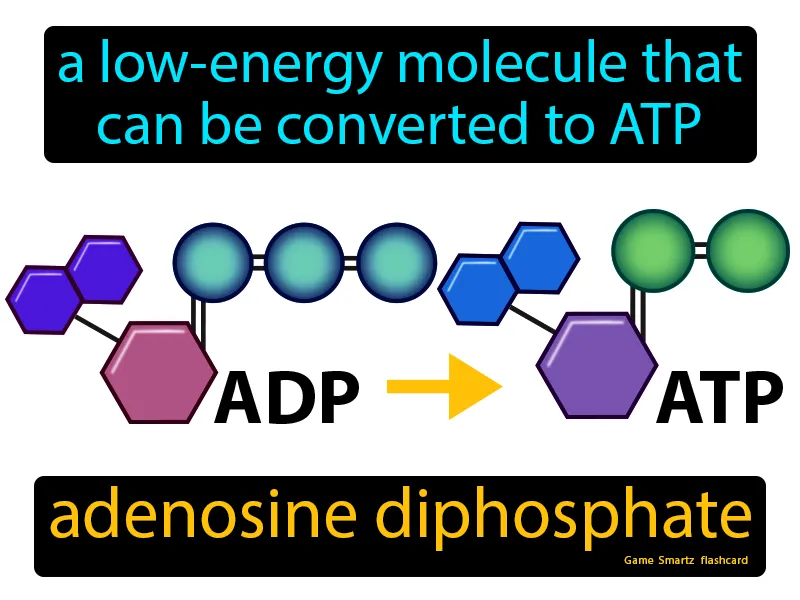 a low-energy molecule that
can be converted to ATP
ADP
ATP
adenosine diphosphate
Game Smartz flashcard